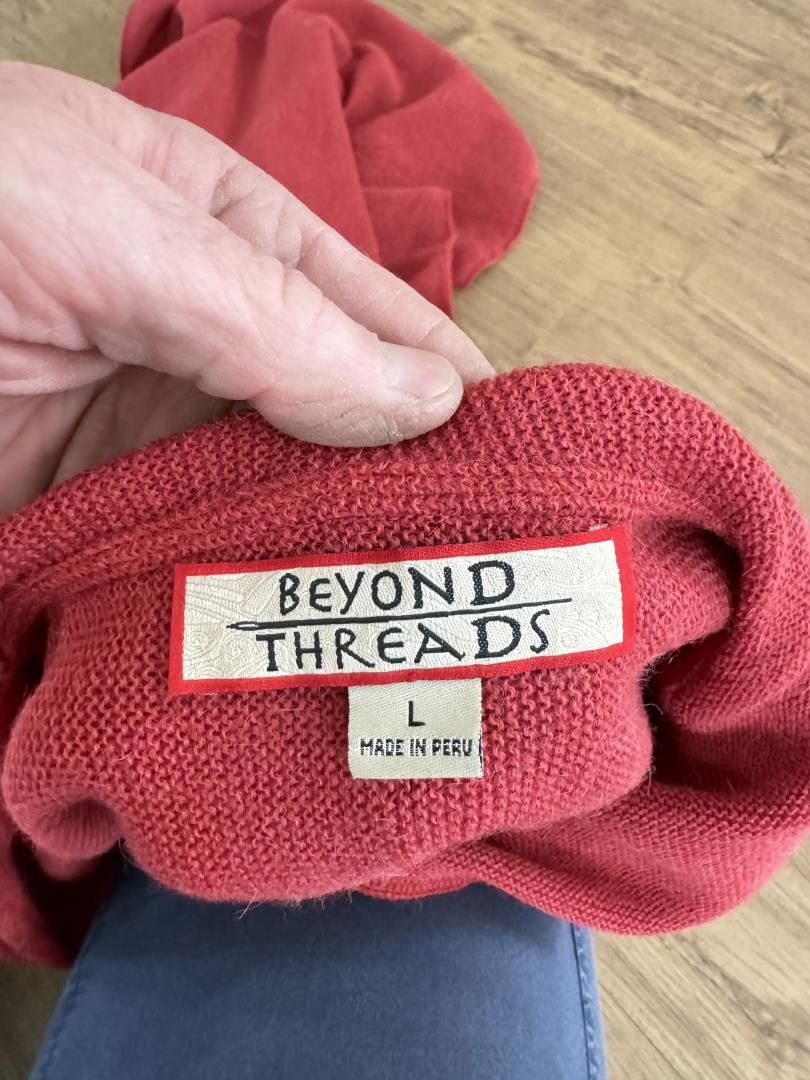 BEYOND
THREADS
L
MADE IN PERU